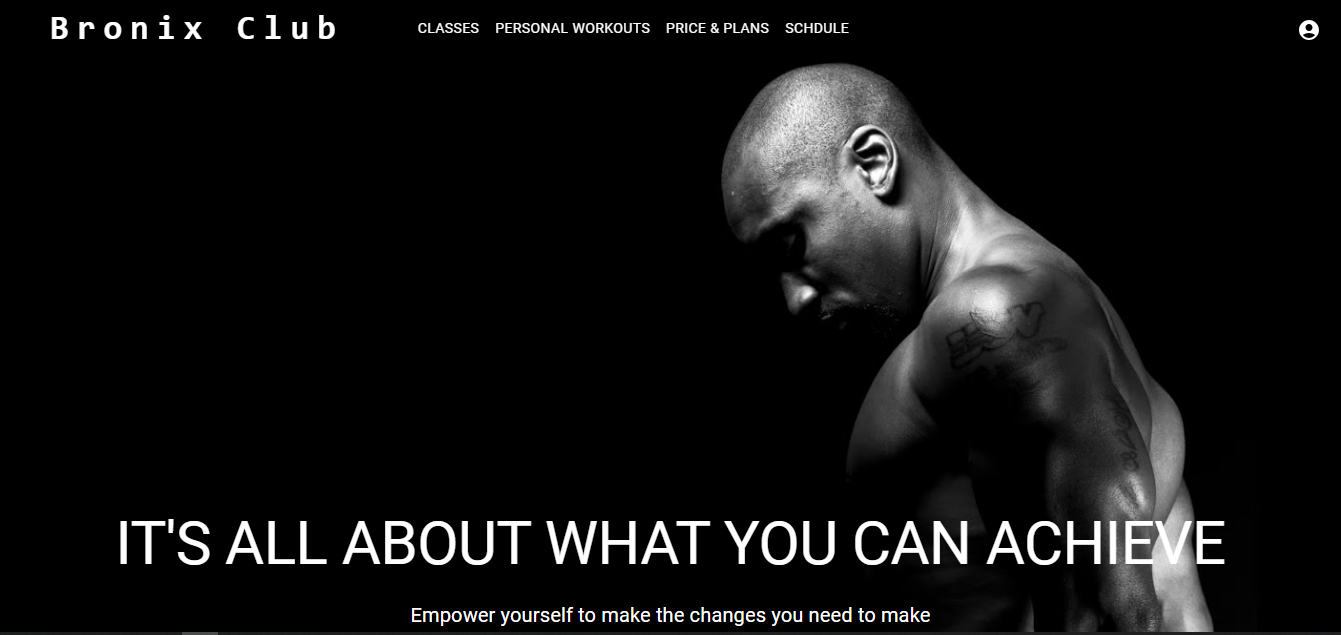 Bronix Club
CLASSES PERSONAL WORKOUTS PRICE & PLANS SCHDULE
IT'S ALL ABOUT WHAT YOU CAN ACHIEVE
Empower yourself to make the changes you need to make